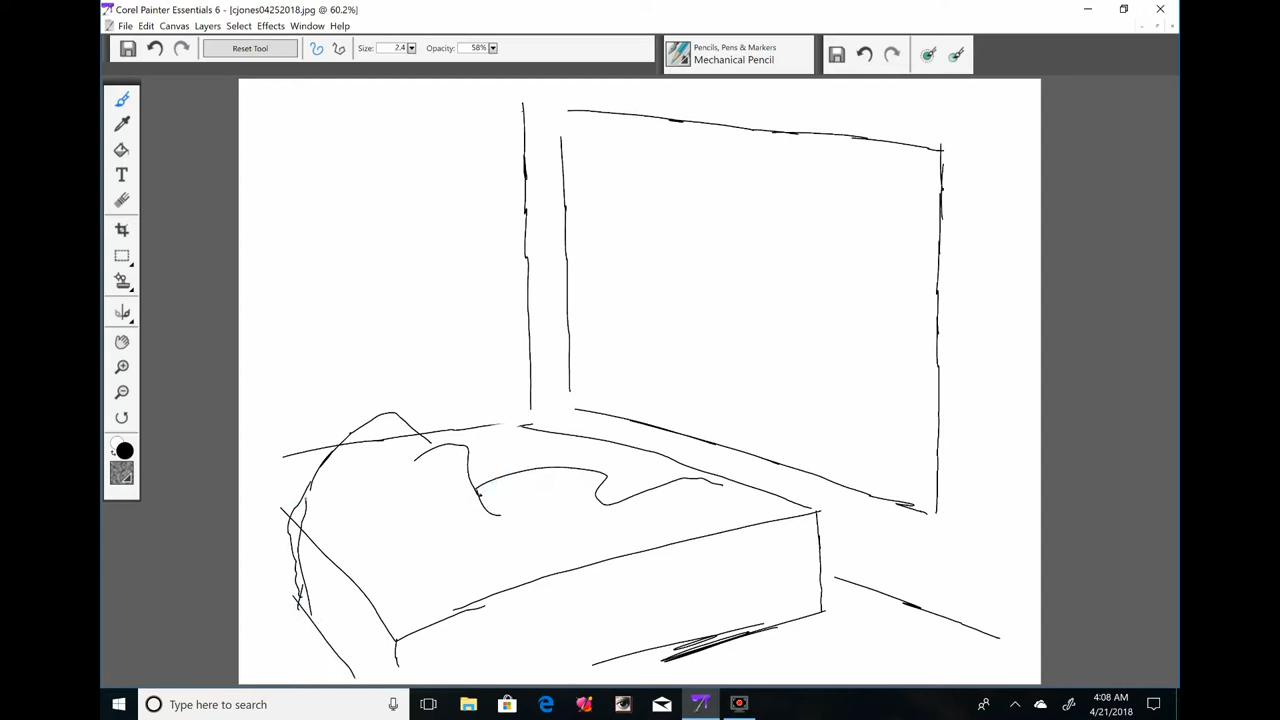 Corel Painter Essentials 6 - [cjones04252018.jpg @ 60.2%]
File Edit Canvas Layers Select Effects Window Help
Reset Tool Size: 2.4 Opacity: 58%
Pencils, Pens & Markers
Mechanical Pencil
T
Type here to search
4:08 AM
4/21/2018